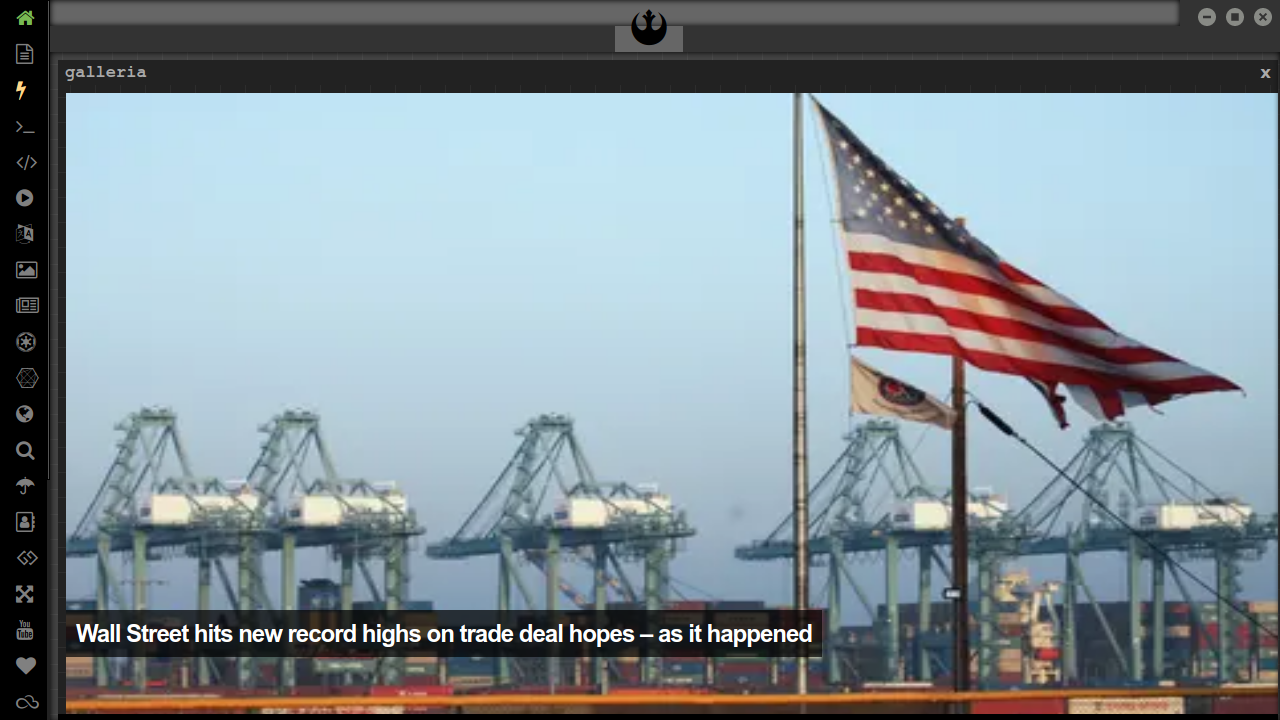 galleria
x
Wall Street hits new record highs on trade deal hopes – as it happened
You
Tube